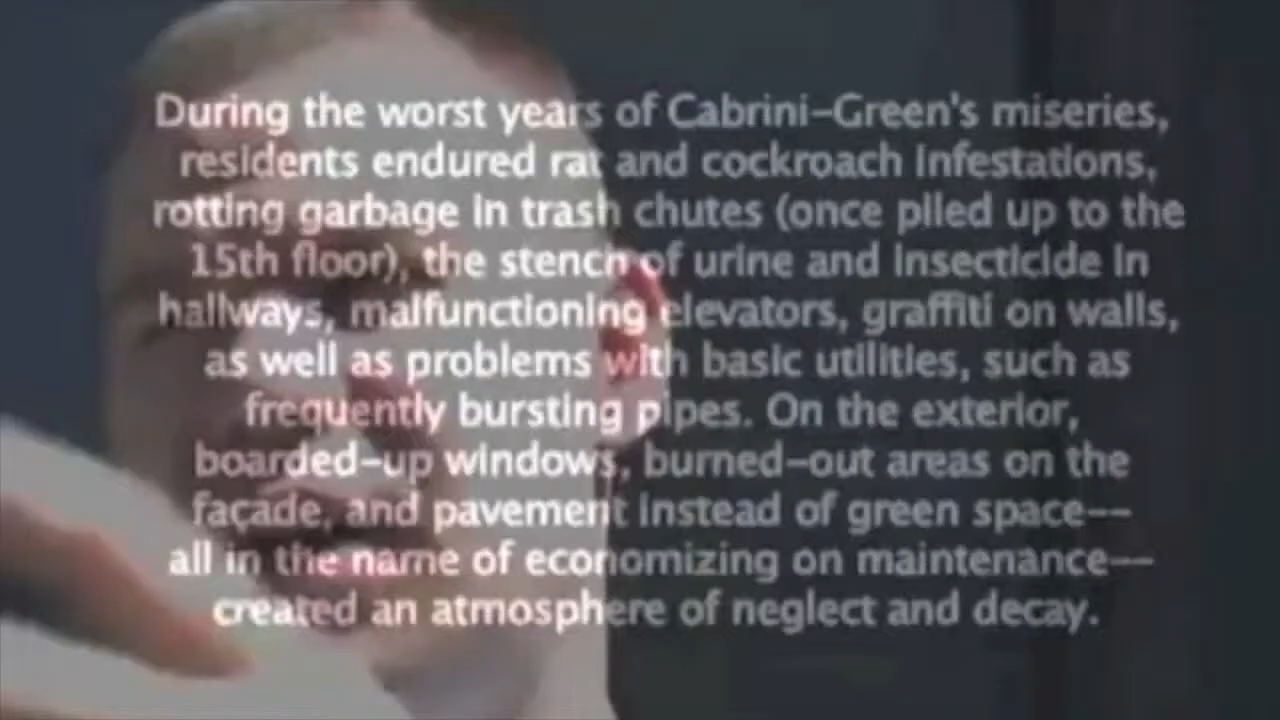 During the worst years of Cabrini–Green's miseries,
residents endured rat and cockroach infestations,
rotting garbage in trash chutes (once piled up to the
15th floor), the stench of urine and insecticide in
hallways, malfunctioning elevators, graffiti on walls,
as well as problems with basic utilities, such as
frequently bursting pipes. On the exterior,
boarded–up windows, burned–out areas on the
façade, and pavement instead of green space––
all in the name of economizing on maintenance––
created an atmosphere of neglect and decay.